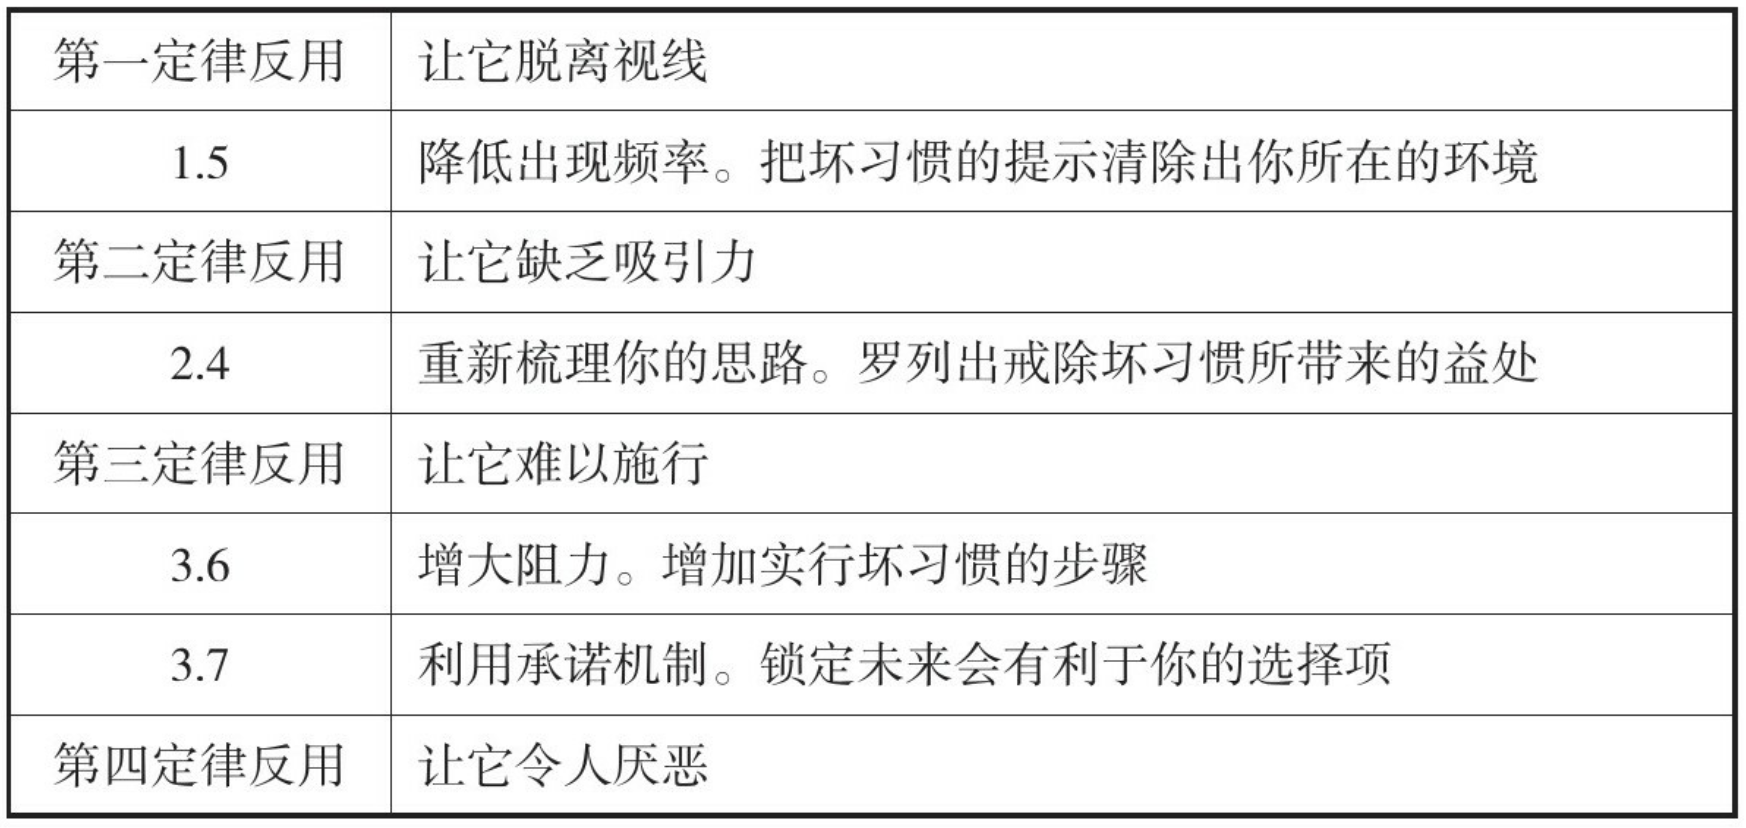 第一定律反用 让它脱离视线
1.5 降低出现频率。把坏习惯的提示清除出你所在的环境
第二定律反用 让它缺乏吸引力
2.4 重新梳理你的思路。罗列出戒除坏习惯所带来的益处
第三定律反用 让它难以施行
3.6 增大阻力。增加实行坏习惯的步骤
3.7 利用承诺机制。锁定未来会有利于你的选择项
第四定律反用 让它令人厌恶